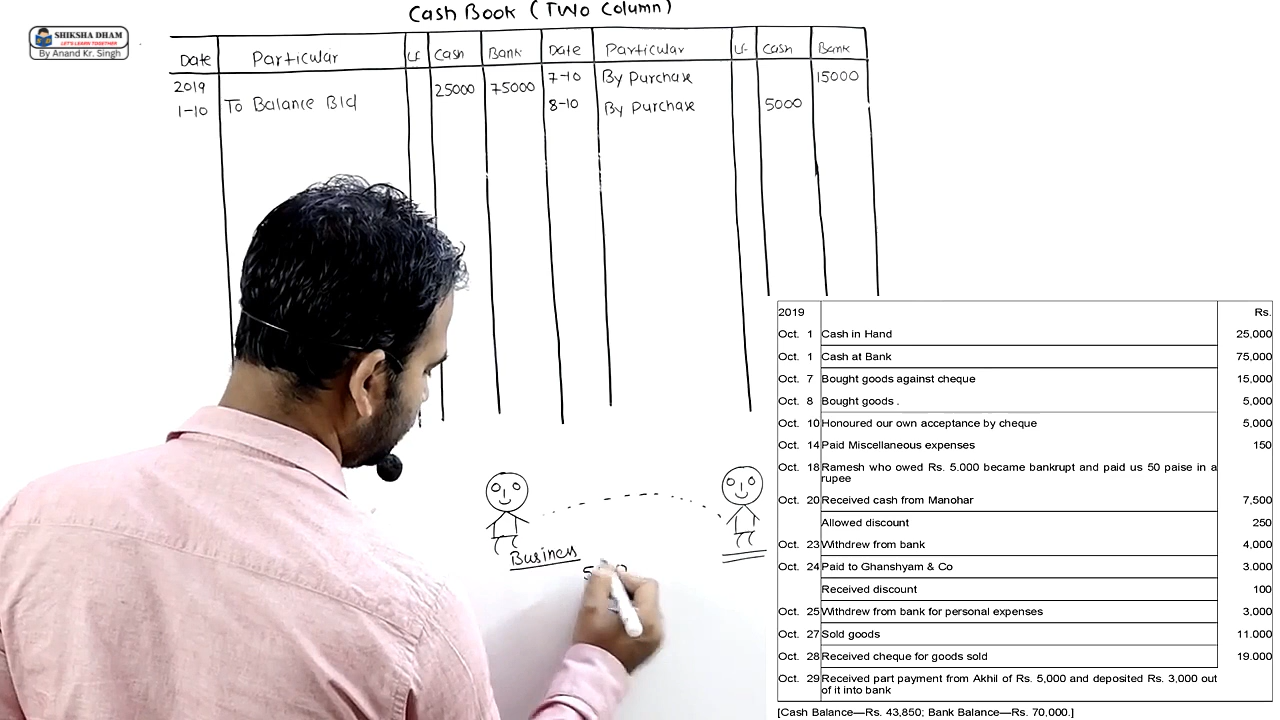 Cash Book (Two Column)
SHIKSHA DHAM
LET'S LEARN TOGETHER
By Anand Kr. Singh
Date Particular LF Cash Bank Date Particular LF Cash Bank
2019 25000 75000 7-10 By Purchase 15000
1-10 To Balance B/d 8-10 By Purchase 5000
Business
2019 Rs.
Oct. 1 Cash in Hand 25,000
Oct. 1 Cash at Bank 75,000
Oct. 7 Bought goods against cheque 15,000
Oct. 8 Bought goods . 5,000
Oct. 10 Honoured our own acceptance by cheque 5,000
Oct. 14 Paid Miscellaneous expenses 150
Oct. 18 Ramesh who owed Rs. 5.000 became bankrupt and paid us 50 paise in a
rupee
Oct. 20 Received cash from Manohar 7,500
Allowed discount 250
Oct. 23 Withdrew from bank 4,000
Oct. 24 Paid to Ghanshyam & Co 3.000
Received discount 100
Oct. 25 Withdrew from bank for personal expenses 3,000
Oct. 27 Sold goods 11.000
Oct. 28 Received cheque for goods sold 19.000
Oct. 29 Received part payment from Akhil of Rs. 5,000 and deposited Rs. 3,000 out
of it into bank
[Cash Balance—Rs. 43,850; Bank Balance—Rs. 70,000.]